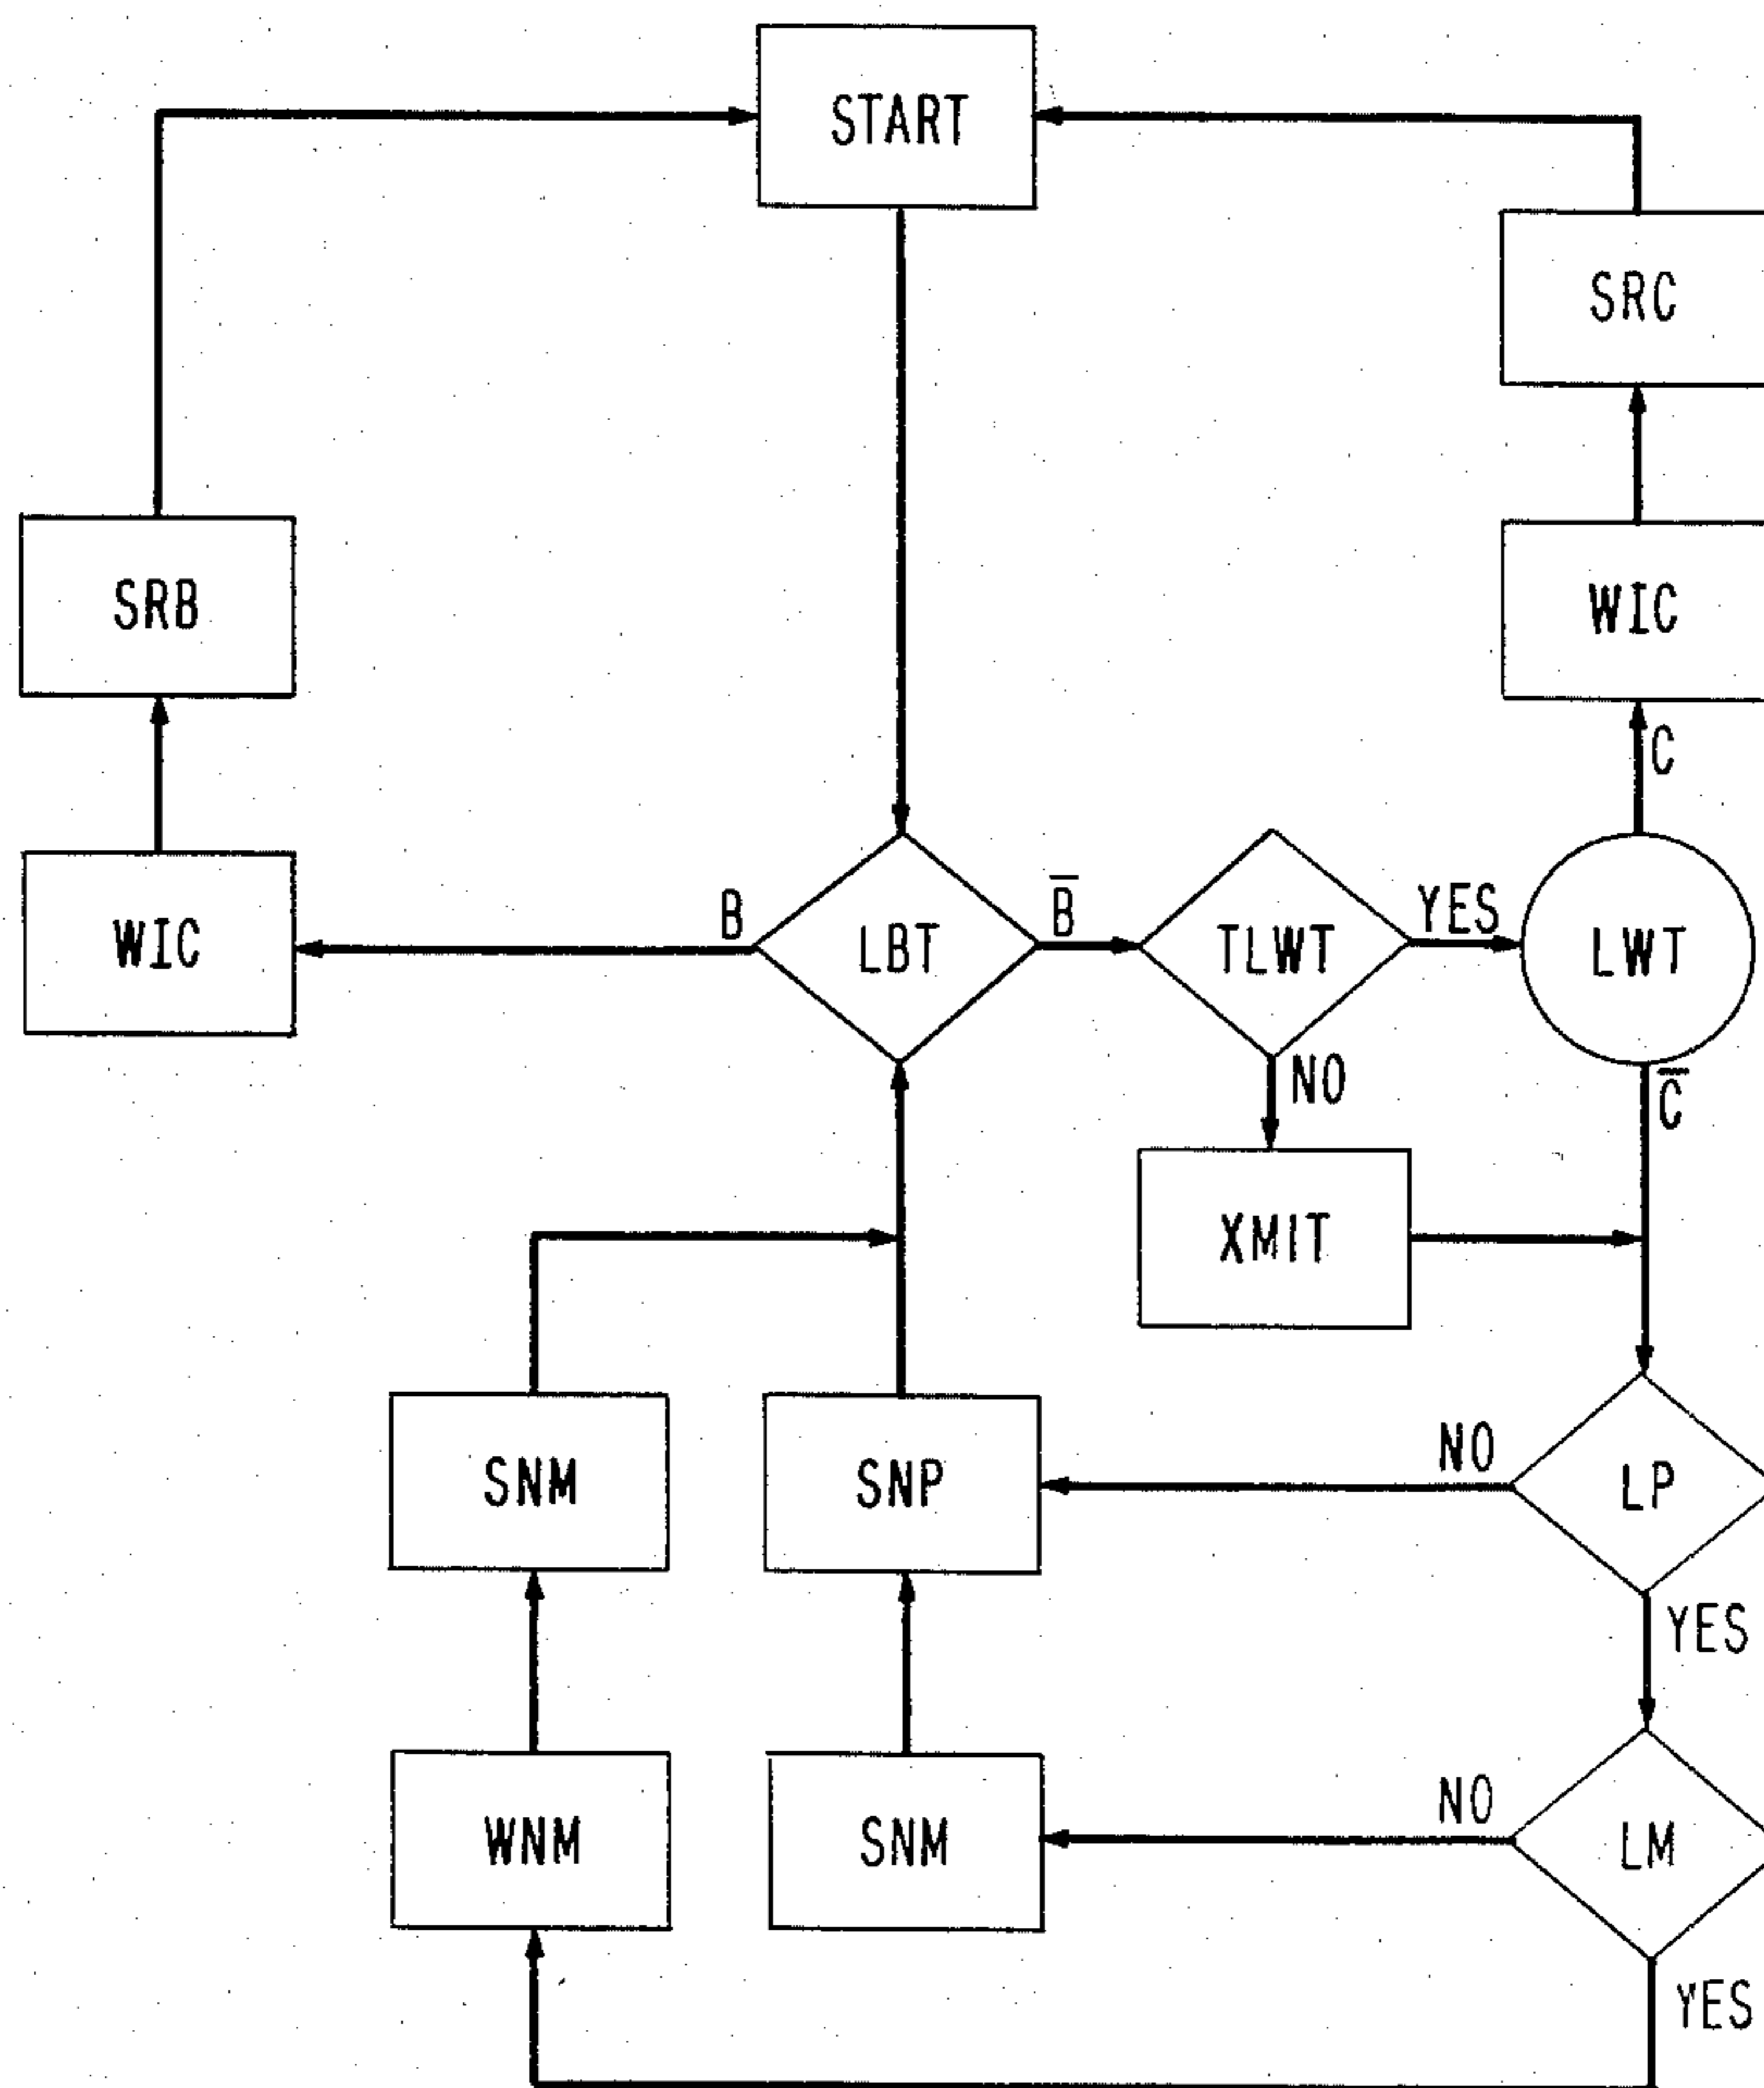 START
SRC
SRB
WIC
C
WIC
B
LBT
B̅
TLWT
YES
LWT
NO
C̅
XMIT
SNM
SNP
NO
LP
YES
WNM
SNM
NO
LM
YES